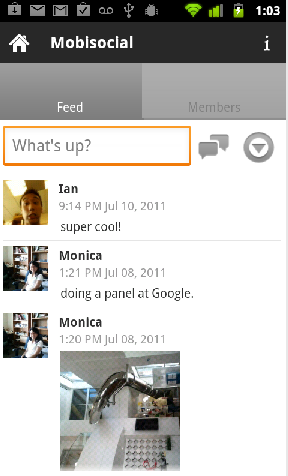 1:03
Mobisocial
Feed
Members
What's up?
Ian
9:14 PM Jul 10, 2011
super cool!
Monica
1:21 PM Jul 08, 2011
doing a panel at Google.
Monica
1:20 PM Jul 08, 2011